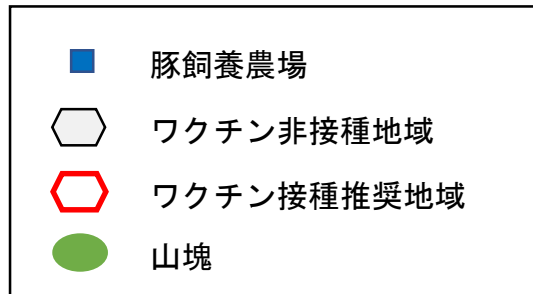 豚飼養農場
ワクチン非接種地域
ワクチン接種推奨地域
山塊